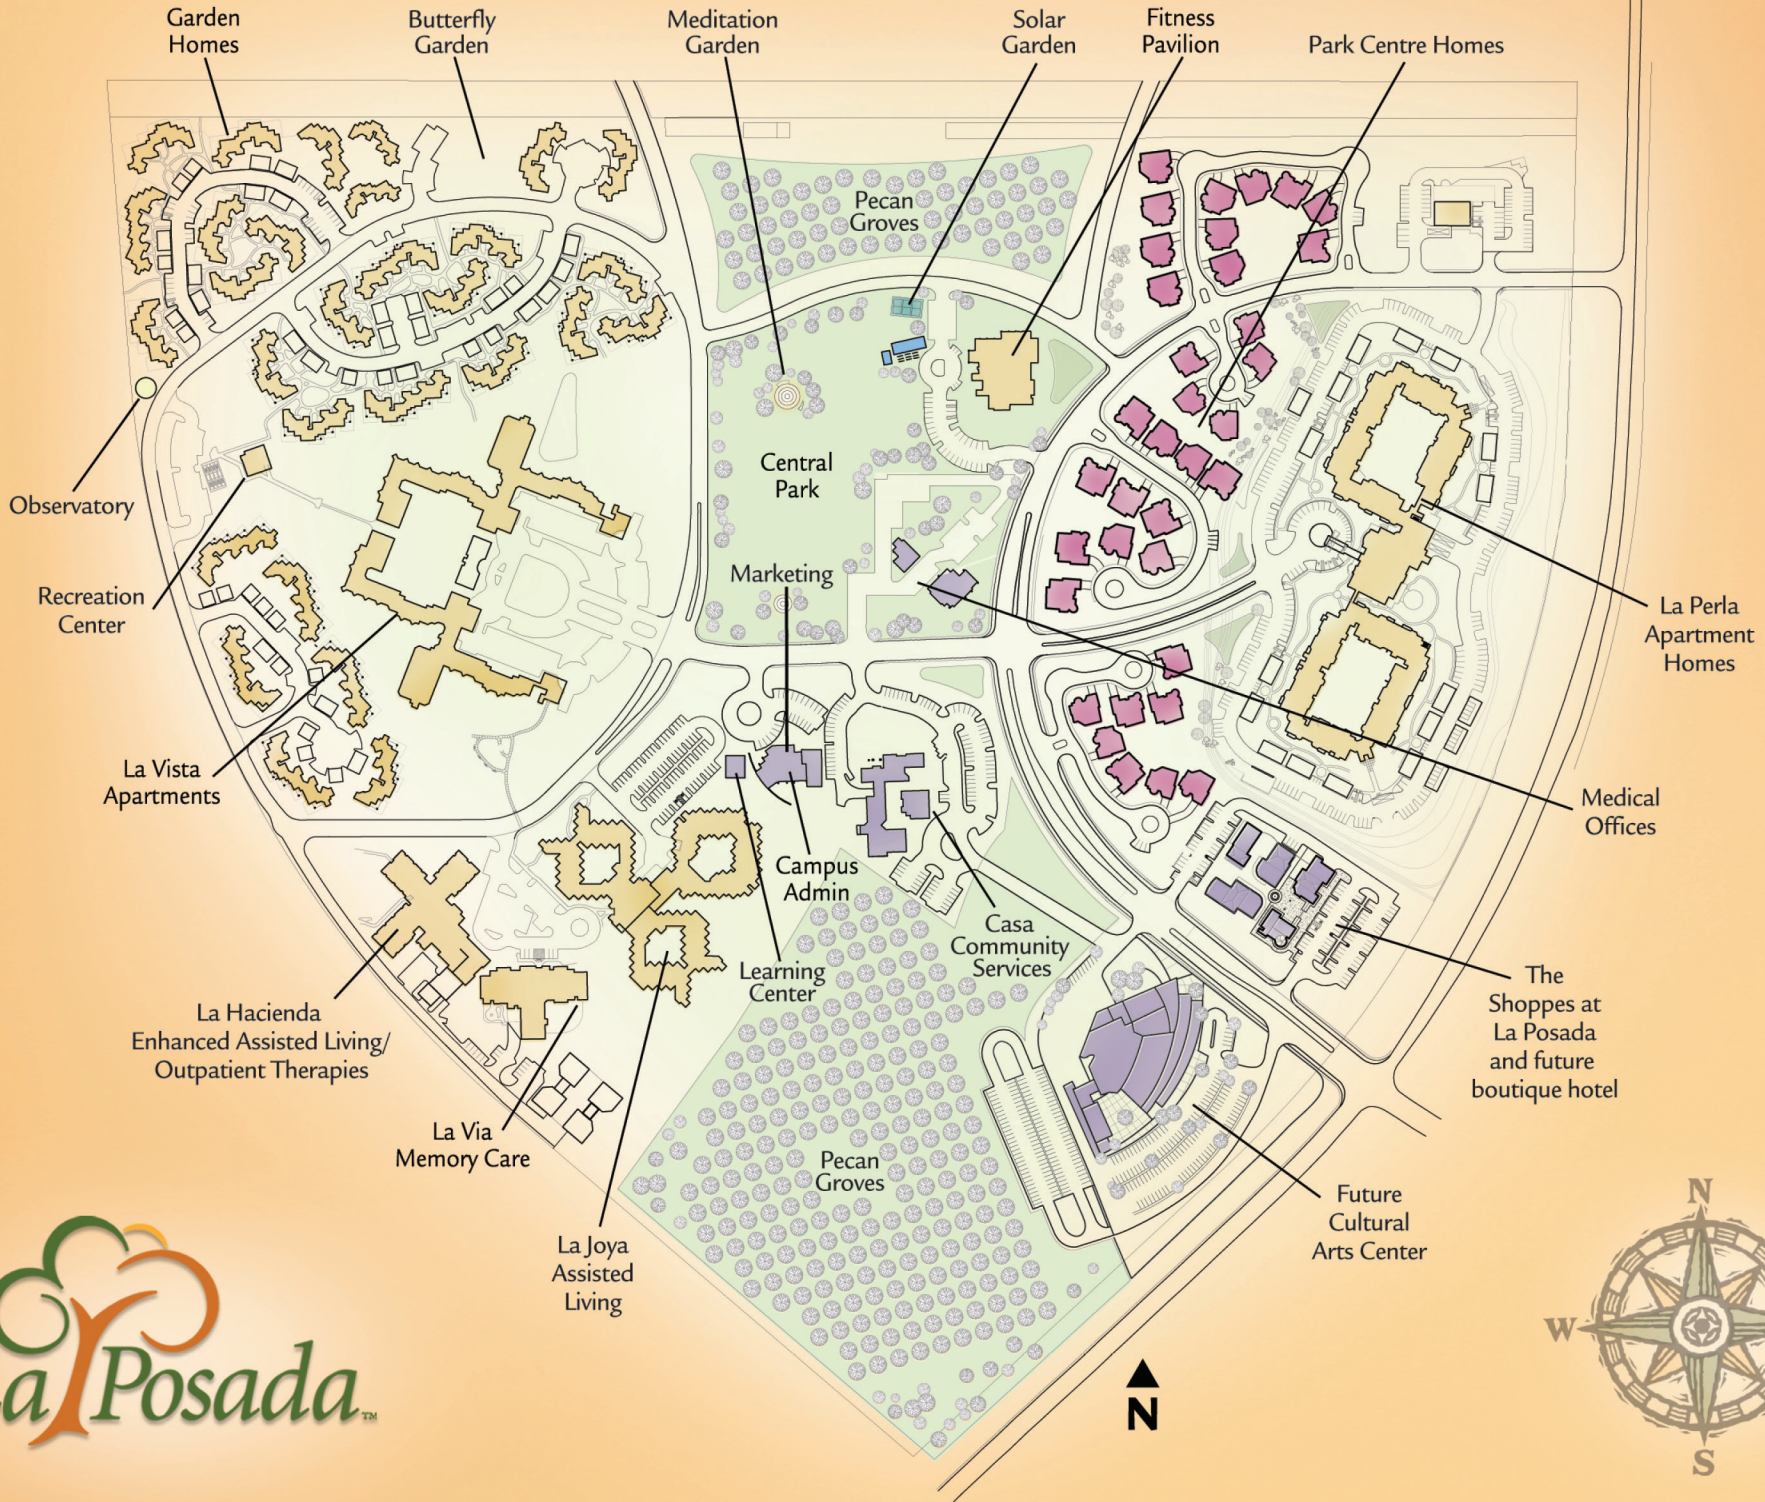 Garden
Homes
Butterfly
Garden
Meditation
Garden
Solar
Garden
Fitness
Pavilion
Park Centre Homes
Pecan
Groves
Central
Park
Observatory
Marketing
Recreation
Center
La Perla
Apartment
Homes
La Vista
Apartments
Medical
Offices
Campus
Admin
Casa
Community
Services
Learning
Center
The
Shoppes at
La Posada
and future
boutique hotel
La Hacienda
Enhanced Assisted Living/
Outpatient Therapies
La Via
Memory Care
Pecan
Groves
Future
Cultural
Arts Center
La Joya
Assisted
Living
N
W
S
N
a Posada™